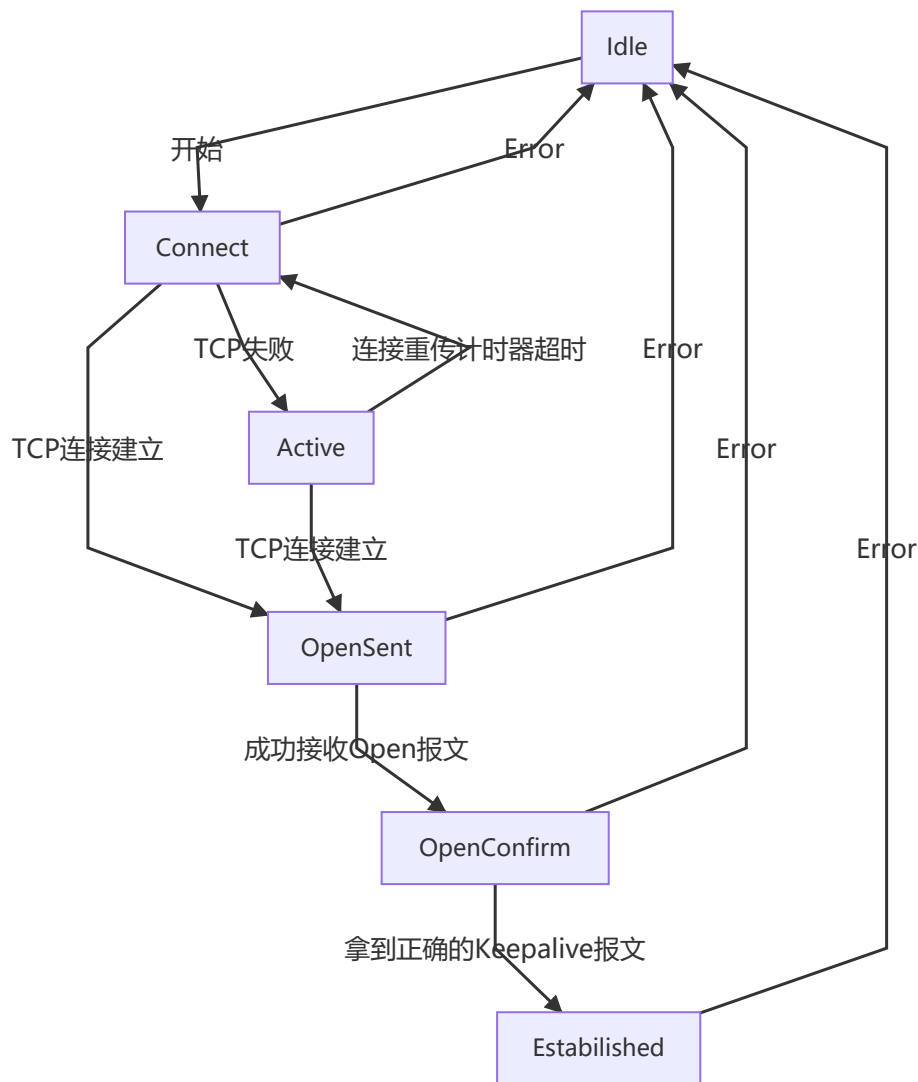 Idle
开始
Error
Connect
TCP失败
连接重传计时器超时
Error
TCP连接建立
Active
Error
TCP连接建立
Error
OpenSent
成功接收Open报文
OpenConfirm
拿到正确的Keepalive报文
Estabilished